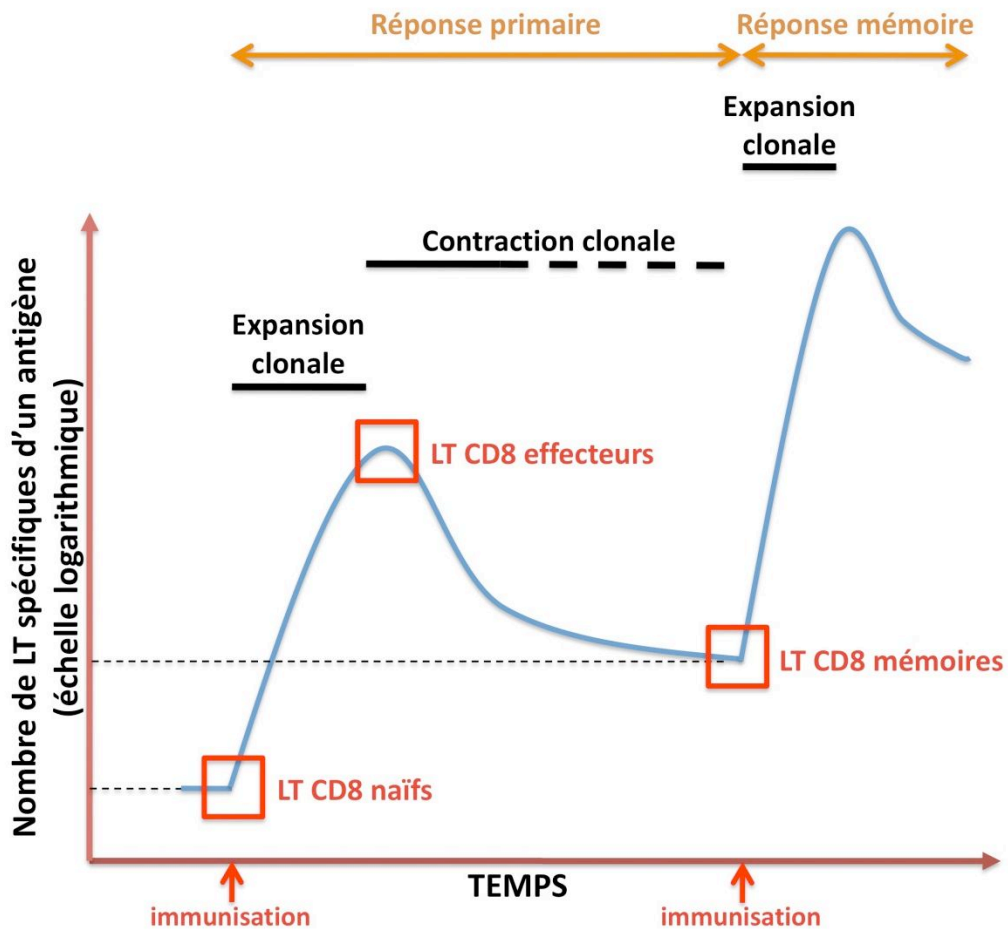 Réponse primaire
Réponse mémoire
Expansion
clonale
Contraction clonale
Expansion
clonale
Nombre de LT spécifiques d'un antigène
(échelle logarithmique)
LT CD8 effecteurs
LT CD8 mémoires
LT CD8 naïfs
TEMPS
immunisation
immunisation